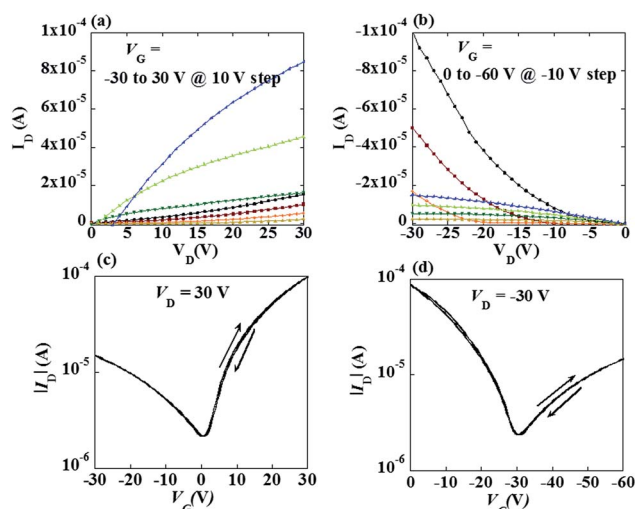 (a)
V_G =
-30 to 30 V @ 10 V step
1x10^-4
8x10^-5
6x10^-5
4x10^-5
2x10^-5
0
I_D (A)
0 5 10 15 20 25 30
V_D(V)
(b)
V_G =
0 to -60 V @ -10 V step
-1x10^-4
-8x10^-5
-6x10^-5
-4x10^-5
-2x10^-5
0
I_D (A)
-30 -25 -20 -15 -10 -5 0
V_D(V)
(c)
V_D = 30 V
10^-4
10^-5
10^-6
|I_D| (A)
-30 -20 -10 0 10 20 30
V_G(V)
(d)
V_D = -30 V
10^-4
10^-5
10^-6
|I_D| (A)
0 -10 -20 -30 -40 -50 -60
V_G(V)